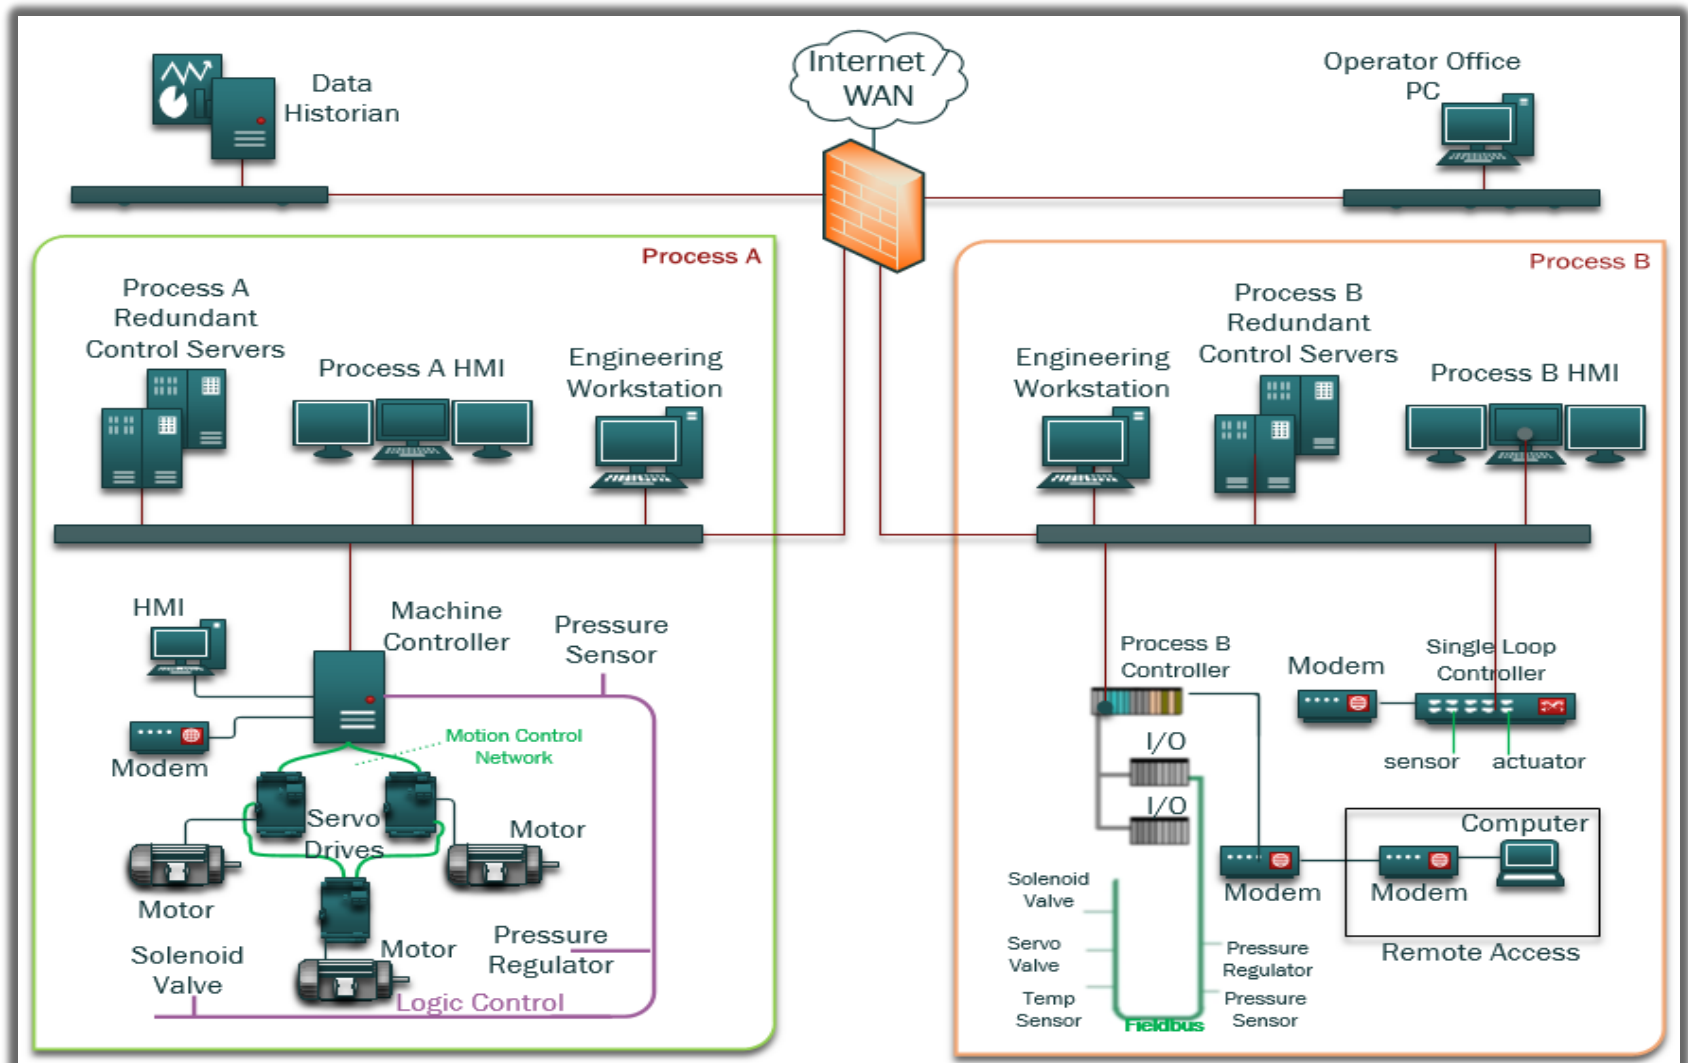 Data
Historian
Internet /
WAN
Operator Office
PC
Process A
Process A
Redundant
Control Servers
Process A HMI
Engineering
Workstation
HMI
Machine
Controller
Pressure
Sensor
Modem
Motion Control
Network
Servo
Drives
Motor
Motor
Motor
Solenoid
Valve
Pressure
Regulator
Logic Control
Process B
Engineering
Workstation
Process B
Redundant
Control Servers
Process B HMI
Process B
Controller
Modem
Single Loop
Controller
I/O
I/O
sensor
actuator
Computer
Modem
Modem
Remote Access
Solenoid
Valve
Servo
Valve
Temp
Sensor
Pressure
Regulator
Pressure
Sensor
Fieldbus